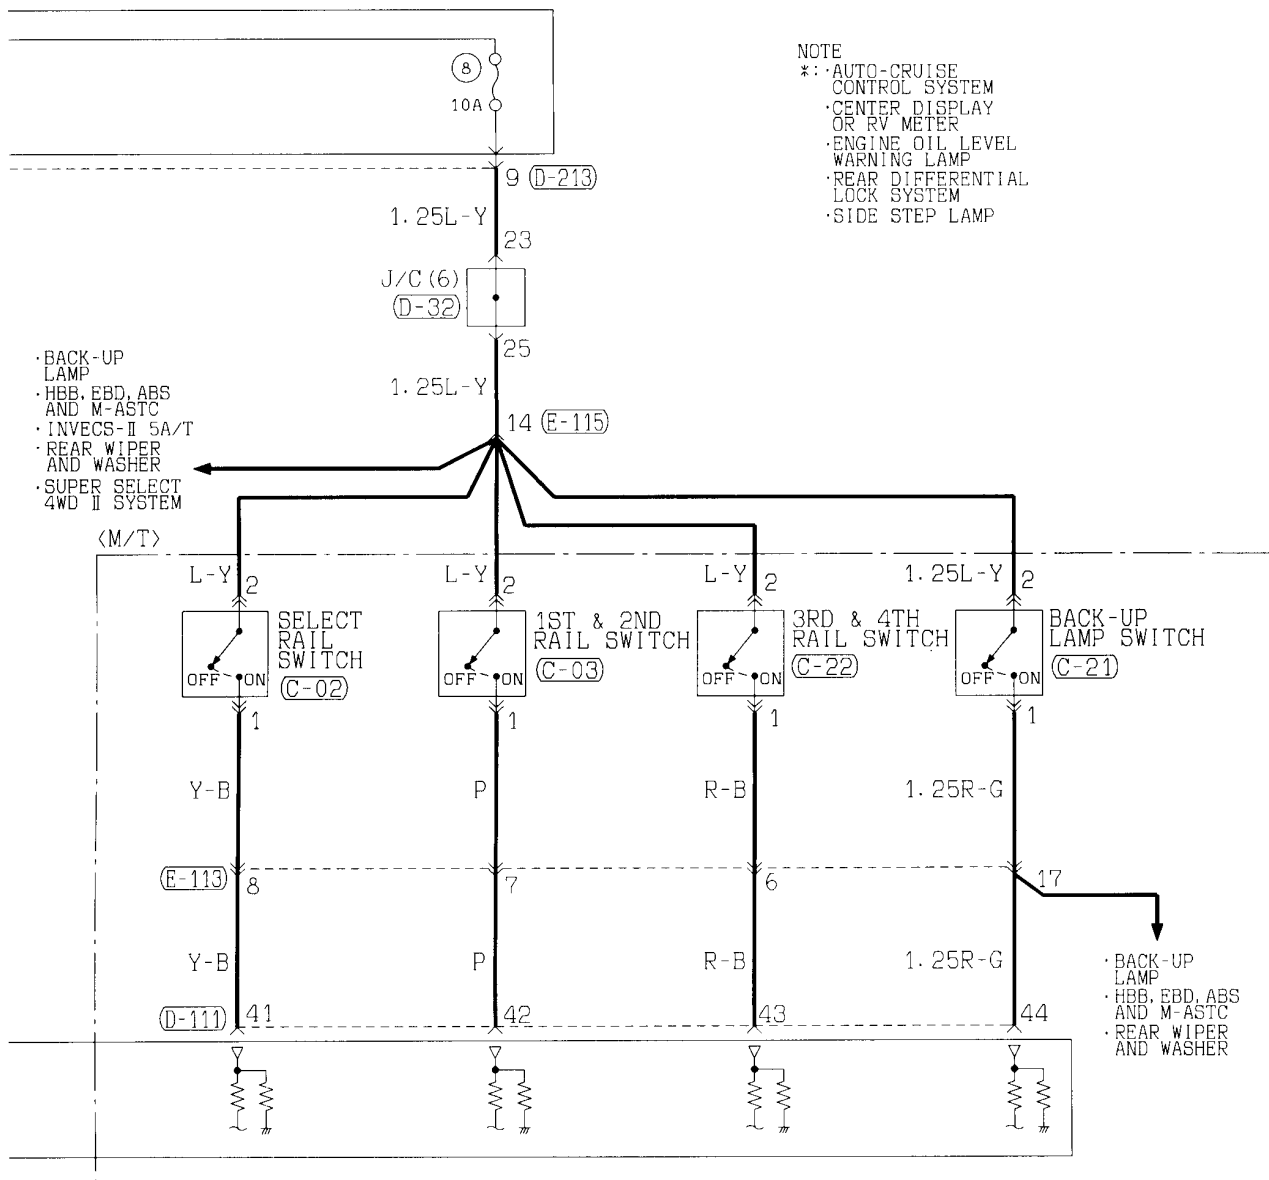 8
10A
NOTE
*:·AUTO-CRUISE
CONTROL SYSTEM
·CENTER DISPLAY
OR RV METER
·ENGINE OIL LEVEL
WARNING LAMP
·REAR DIFFERENTIAL
LOCK SYSTEM
·SIDE STEP LAMP
9 D-213
1.25L-Y
23
J/C(6)
D-32
25
1.25L-Y
14 E-115
·BACK-UP
LAMP
·HBB, EBD, ABS
AND M-ASTC
·INVECS-Ⅱ 5A/T
·REAR WIPER
AND WASHER
·SUPER SELECT
4WD Ⅱ SYSTEM
〈M/T〉
L-Y 2
L-Y 2
L-Y 2
1.25L-Y 2
SELECT
RAIL
SWITCH
C-02
OFF ON
1ST & 2ND
RAIL SWITCH
C-03
OFF ON
3RD & 4TH
RAIL SWITCH
C-22
OFF ON
BACK-UP
LAMP SWITCH
C-21
OFF ON
1 1 1 1
Y-B P R-B 1.25R-G
E-113 8 7 6 17
Y-B P R-B 1.25R-G
D-111 41 42 43 44
·BACK-UP
LAMP
·HBB, EBD, ABS
AND M-ASTC
·REAR WIPER
AND WASHER